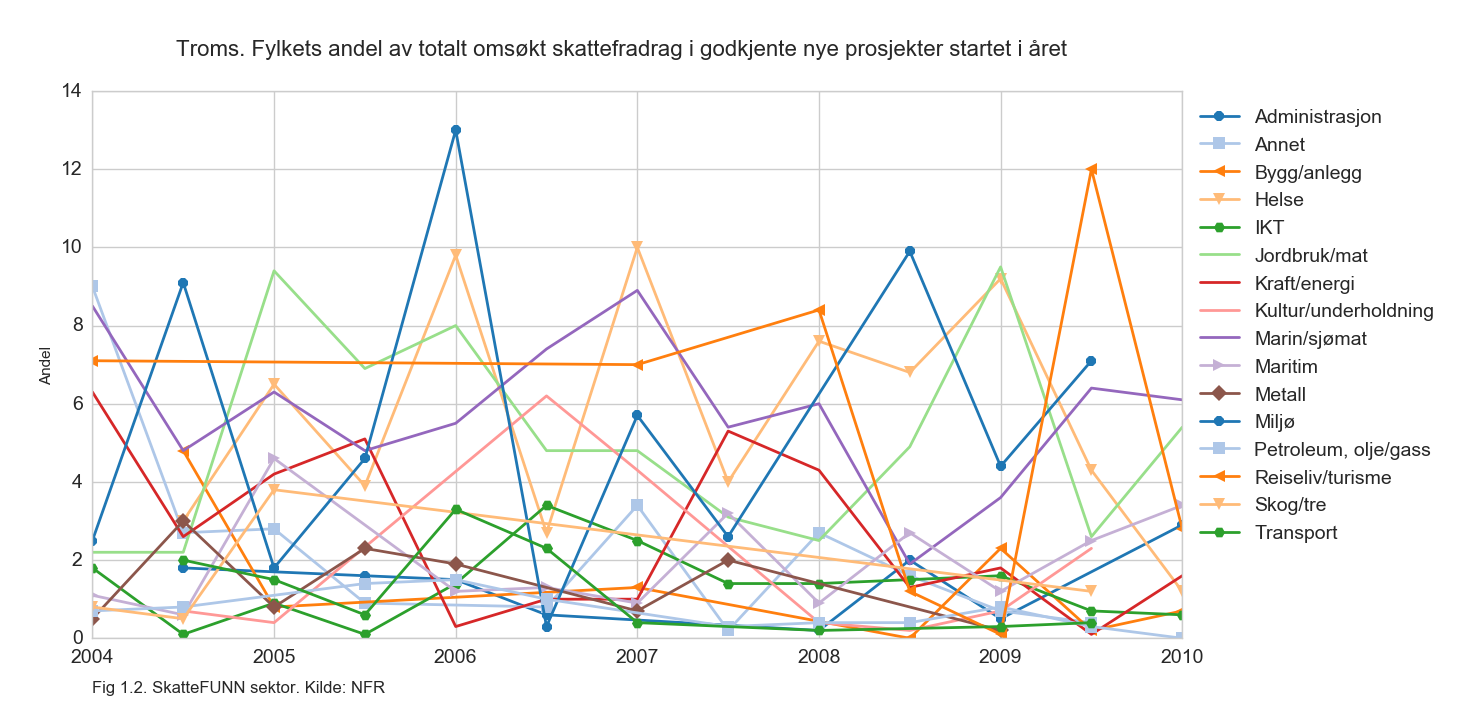 Troms. Fylkets andel av totalt omsøkt skattefradrag i godkjente nye prosjekter startet i året
14
12
10
8
6
4
2
0
Andel
2004 2005 2006 2007 2008 2009 2010
Administrasjon
Annet
Bygg/anlegg
Helse
IKT
Jordbruk/mat
Kraft/energi
Kultur/underholdning
Marin/sjømat
Maritim
Metall
Miljø
Petroleum, olje/gass
Reiseliv/turisme
Skog/tre
Transport
Fig 1.2. SkatteFUNN sektor. Kilde: NFR